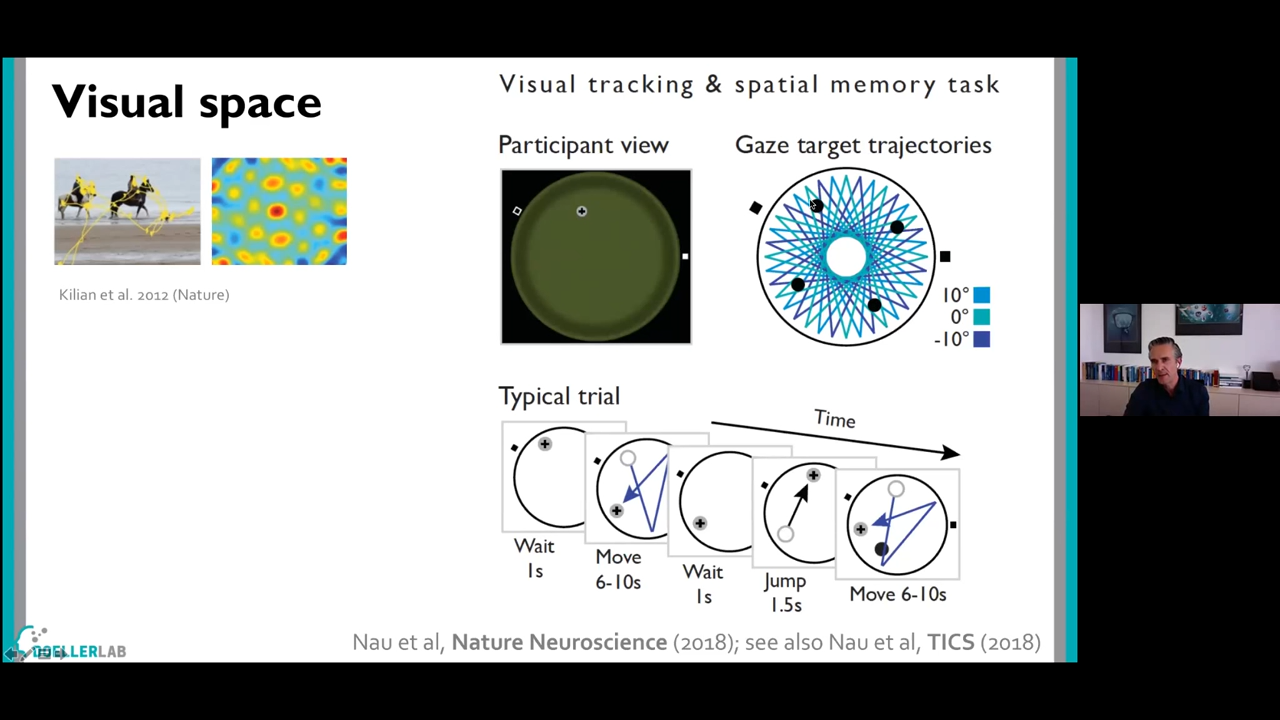 Visual space
Kilian et al. 2012 (Nature)
Visual tracking & spatial memory task
Participant view
Gaze target trajectories
10°
0°
-10°
Typical trial
Time
Wait
1s
Move
6-10s
Wait
1s
Jump
1.5s
Move 6-10s
Nau et al, Nature Neuroscience (2018); see also Nau et al, TICS (2018)
DOELLERLAB